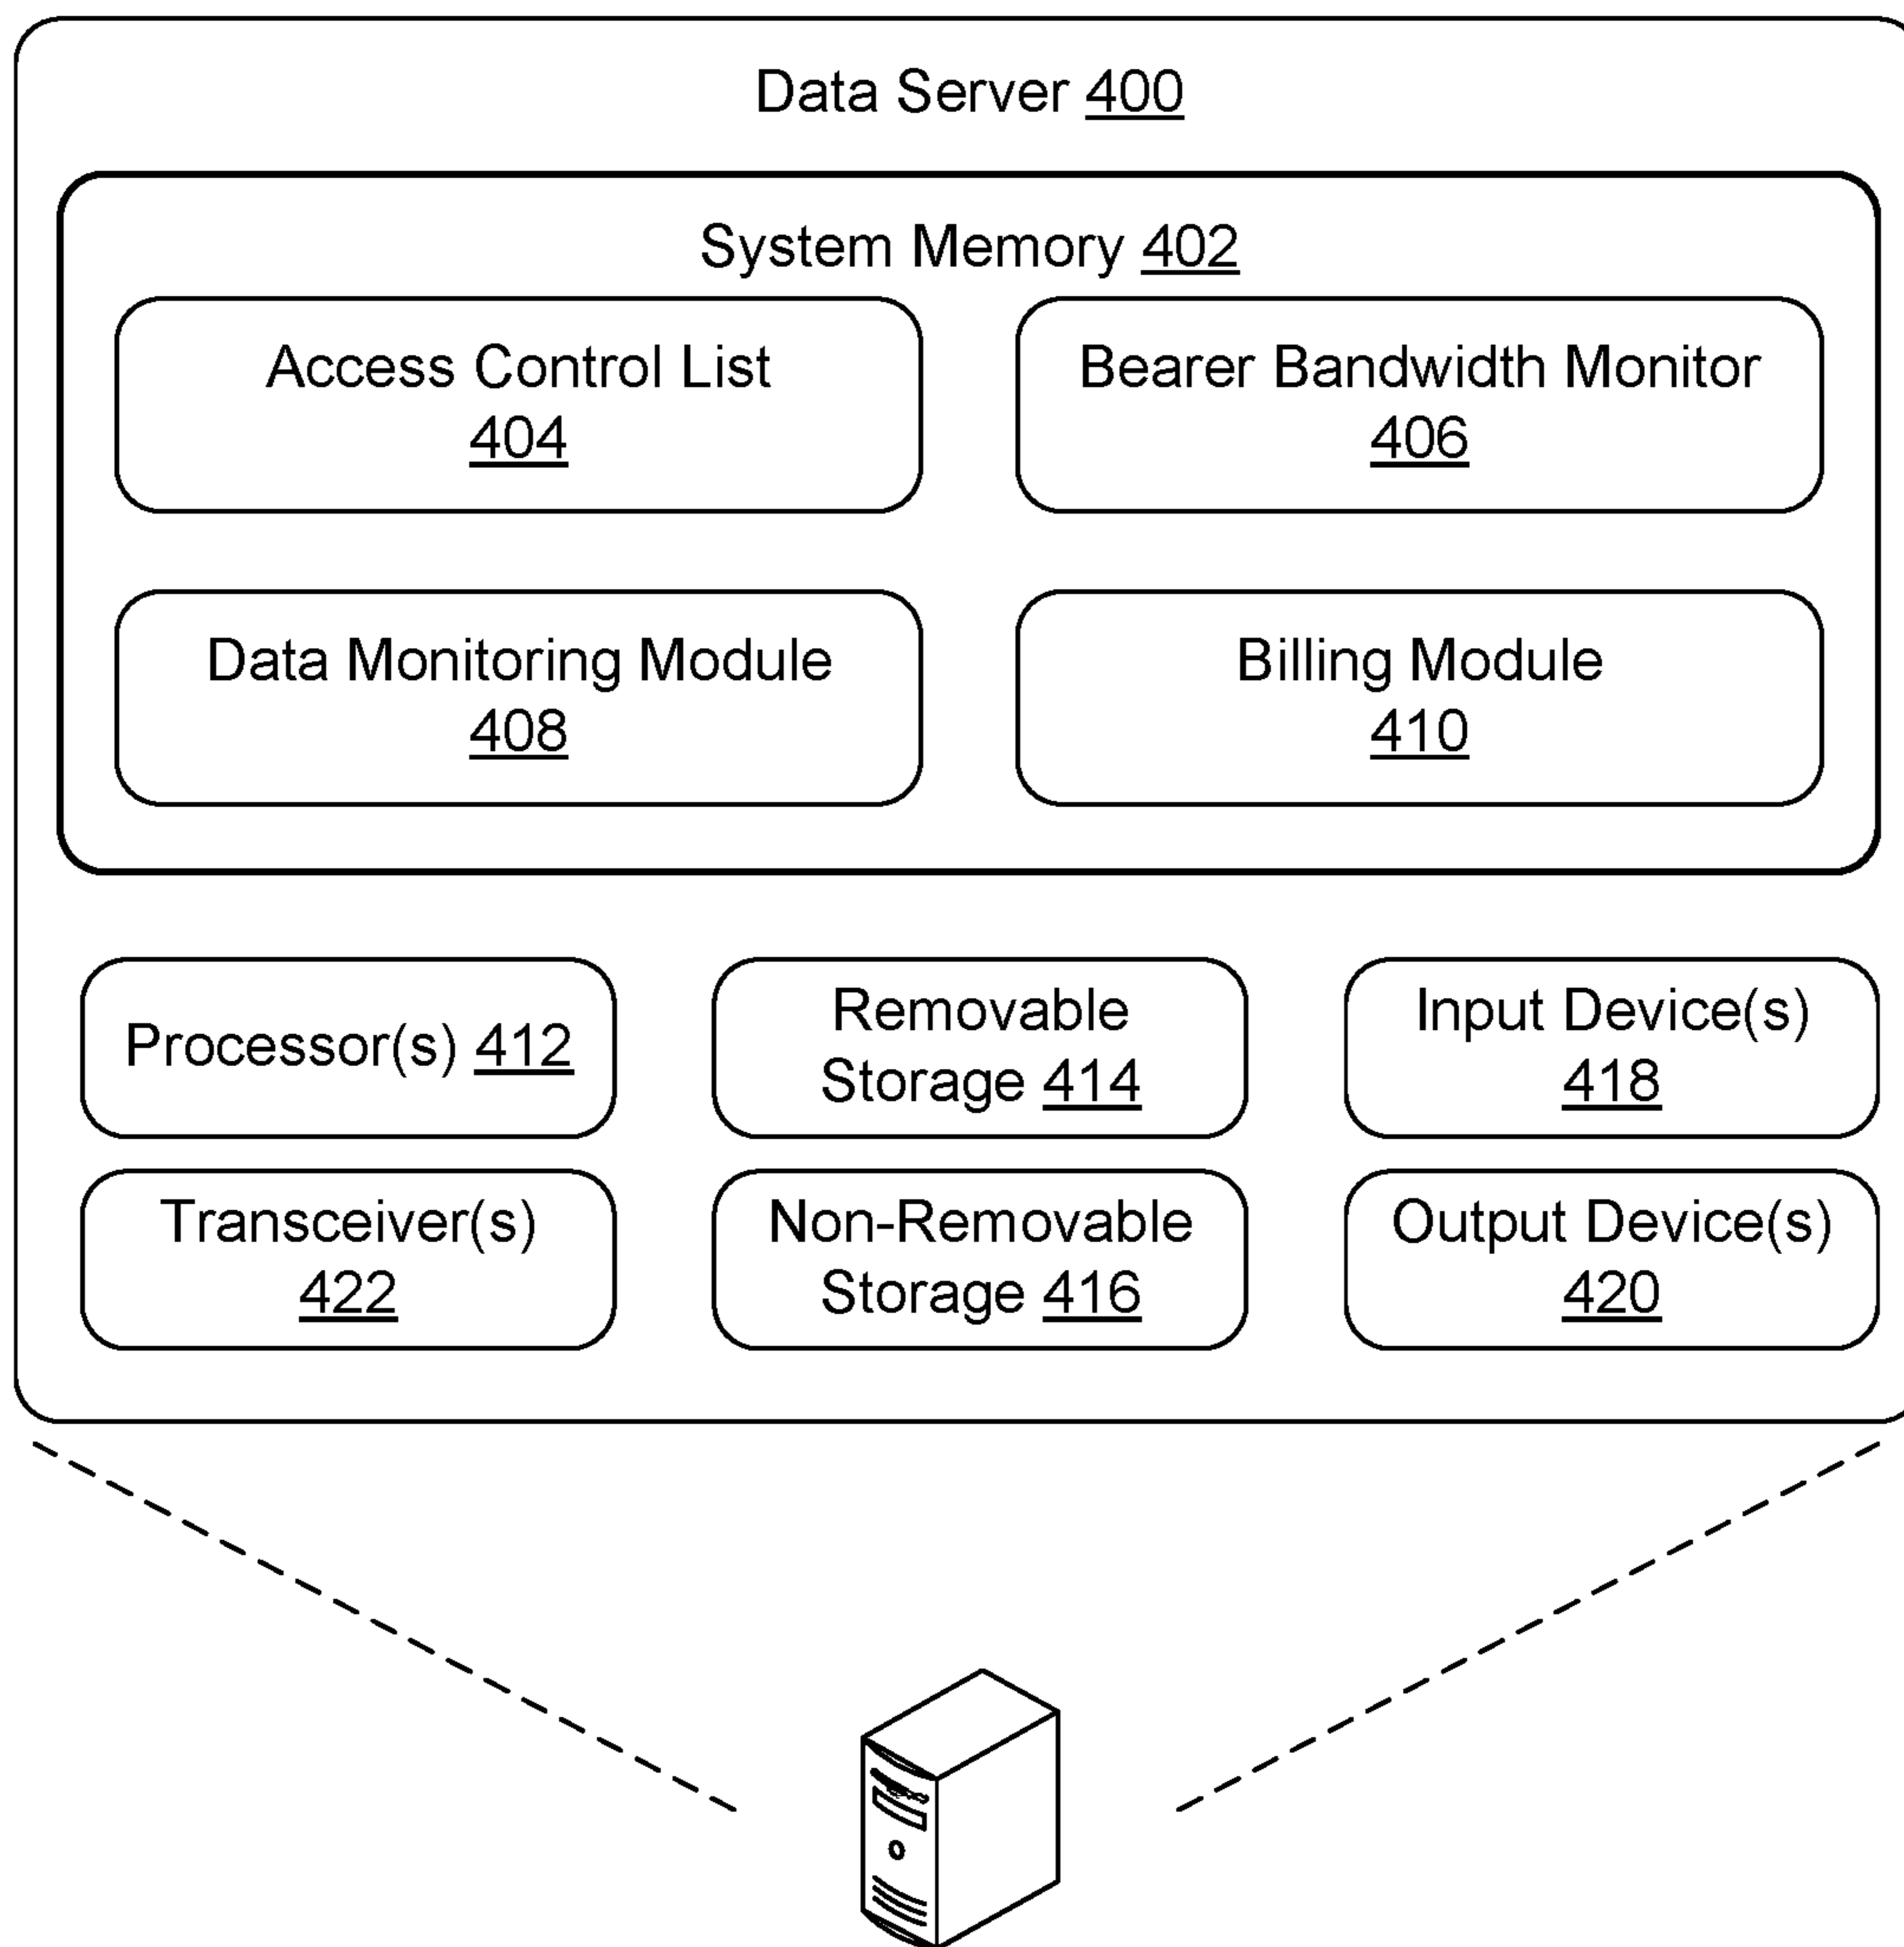 Data Server 400
System Memory 402
Access Control List
404
Bearer Bandwidth Monitor
406
Data Monitoring Module
408
Billing Module
410
Processor(s) 412
Removable
Storage 414
Input Device(s)
418
Transceiver(s)
422
Non-Removable
Storage 416
Output Device(s)
420